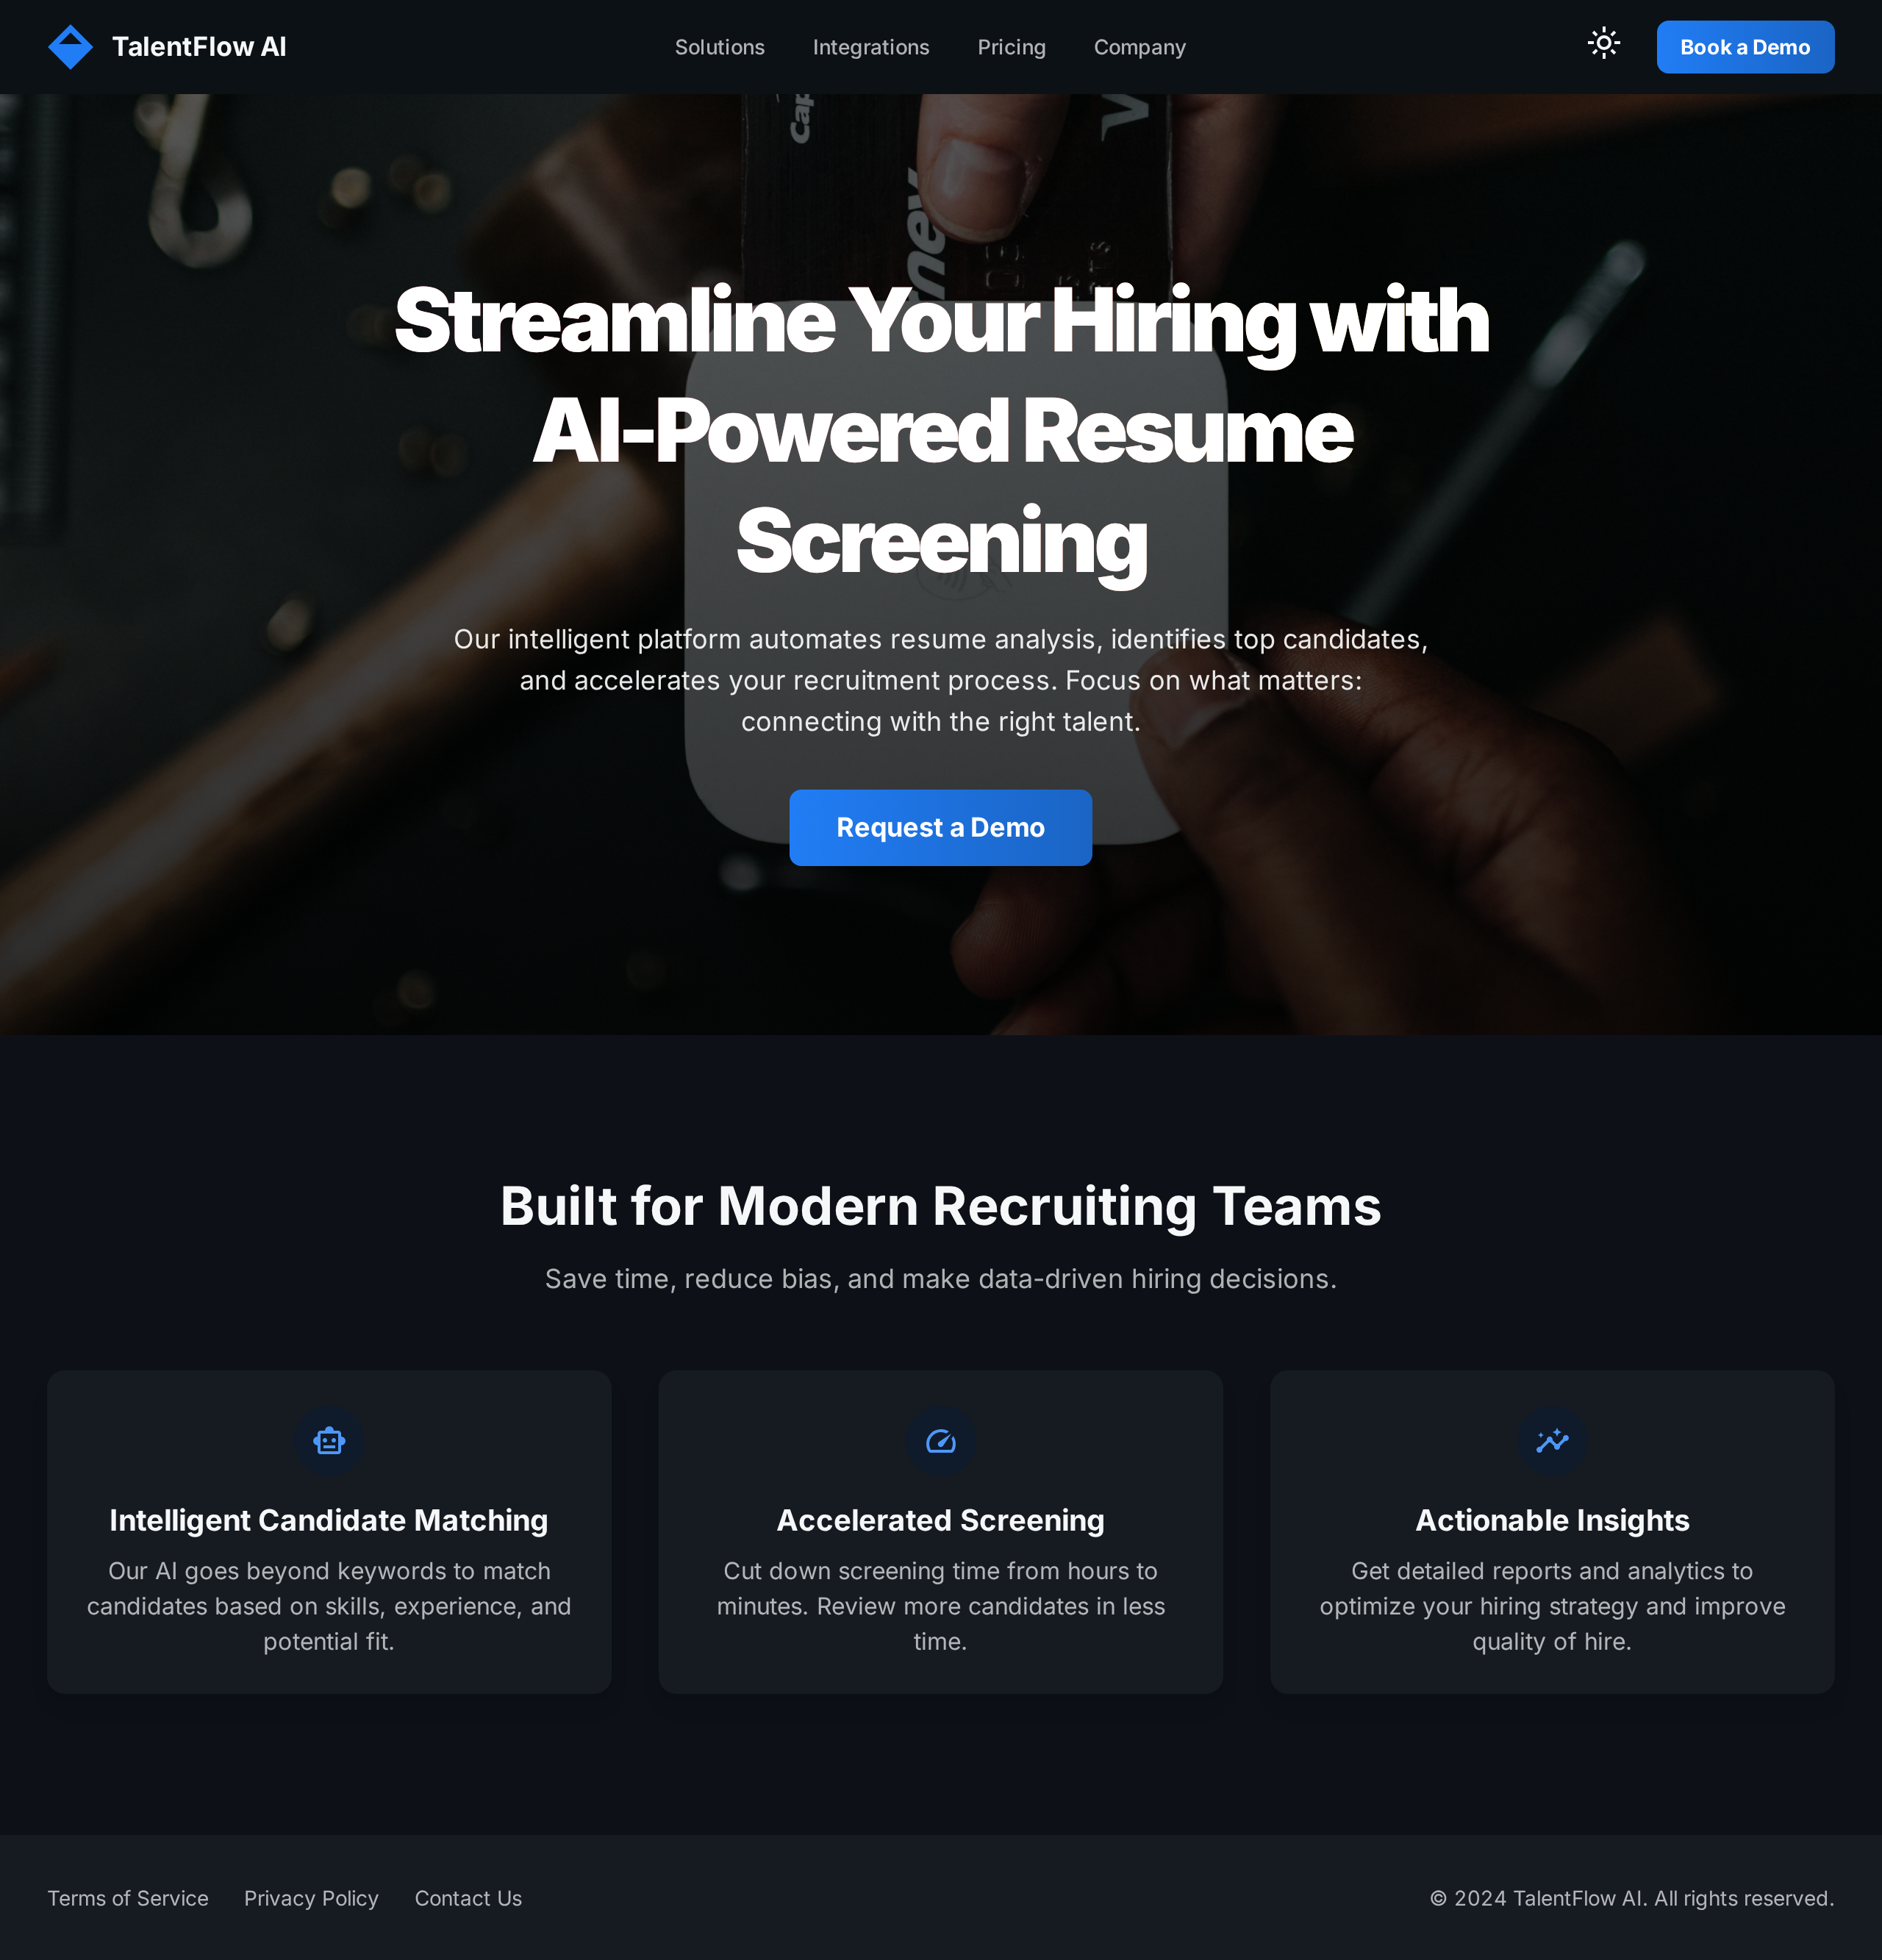 TalentFlow AI
Solutions Integrations Pricing Company
Book a Demo
Cap
ney
V
Streamline Your Hiring with
AI-Powered Resume
Screening
Our intelligent platform automates resume analysis, identifies top candidates,
and accelerates your recruitment process. Focus on what matters:
connecting with the right talent.
Request a Demo
Built for Modern Recruiting Teams
Save time, reduce bias, and make data-driven hiring decisions.
Intelligent Candidate Matching
Our AI goes beyond keywords to match
candidates based on skills, experience, and
potential fit.
Accelerated Screening
Cut down screening time from hours to
minutes. Review more candidates in less
time.
Actionable Insights
Get detailed reports and analytics to
optimize your hiring strategy and improve
quality of hire.
Terms of Service Privacy Policy Contact Us
© 2024 TalentFlow AI. All rights reserved.